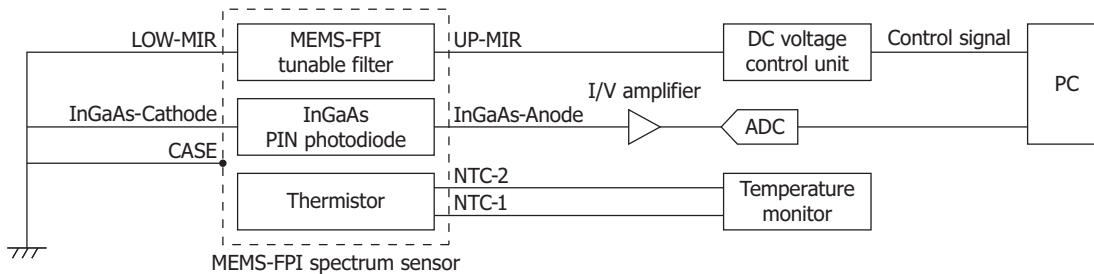 LOW-MIR
MEMS-FPI
tunable filter
UP-MIR
DC voltage
control unit
Control signal
PC
InGaAs-Cathode
InGaAs
PIN photodiode
InGaAs-Anode
I/V amplifier
ADC
CASE
Thermistor
NTC-2
NTC-1
Temperature
monitor
MEMS-FPI spectrum sensor